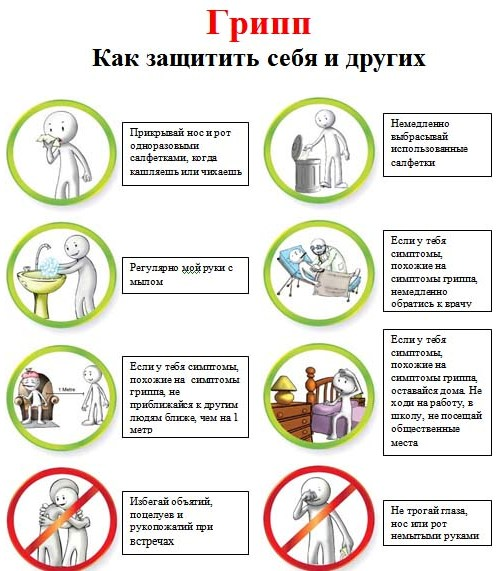 Грипп
Как защитить себя и других
Прикрывай нос и рот
одноразовыми
салфетками, когда
кашляешь или чихаешь
Немедленно
выбрасывай
использованные
салфетки
Регулярно мой руки с
мылом
Если у тебя
симптомы,
похожие на
симптомы гриппа,
немедленно
обратись к врачу
1 Metre
Если у тебя симптомы,
похожие на симптомы
гриппа, не
приближайся к другим
людям ближе, чем на 1
метр
Если у тебя
симптомы,
похожие на
симптомы гриппа,
оставайся дома. Не
ходи на работу, в
школу, не посещай
общественные
места
Избегай объятий,
поцелуев и
рукопожатий при
встречах
Не трогай глаза,
нос или рот
немытыми руками